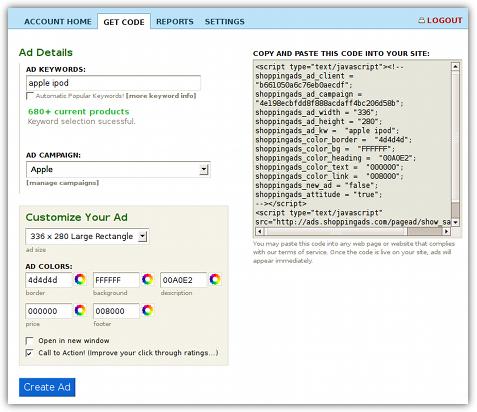 ACCOUNT HOME GET CODE REPORTS SETTINGS LOGOUT
Ad Details
AD KEYWORDS:
apple ipod
Automatic Popular Keywords! [more keyword info]
680+ current products
Keyword selection sucessful.
AD CAMPAIGN:
Apple
[manage campaigns]
Customize Your Ad
336 x 280 Large Rectangle
ad size
AD COLORS:
4d4d4d FFFFFF 00A0E2
border background description
000000 008000
price footer
Open in new window
Call to Action! (Improve your click through ratings...)
Create Ad
COPY AND PASTE THIS CODE INTO YOUR SITE:
<script type="text/javascript"><!--
shoppingads_ad_client =
"b661050a6c76eb0aecdf";
shoppingads_ad_campaign =
"4e198ecbfdd8f888acdaff4bc206d58b";
shoppingads_ad_width = "336";
shoppingads_ad_height = "280";
shoppingads_ad_kw = "apple ipod";
shoppingads_color_border = "4d4d4d";
shoppingads_color_bg = "FFFFFF";
shoppingads_color_heading = "00A0E2";
shoppingads_color_text = "000000";
shoppingads_color_link = "008000";
shoppingads_new_ad = "false";
shoppingads_attitude = "true";
--></script>
<script type="text/javascript"
src="http://ads.shoppingads.com/pagead/show_sa
You may paste this code into any web page or website that complies
with our terms of service. Once the code is live on your site, ads will
appear immediately.